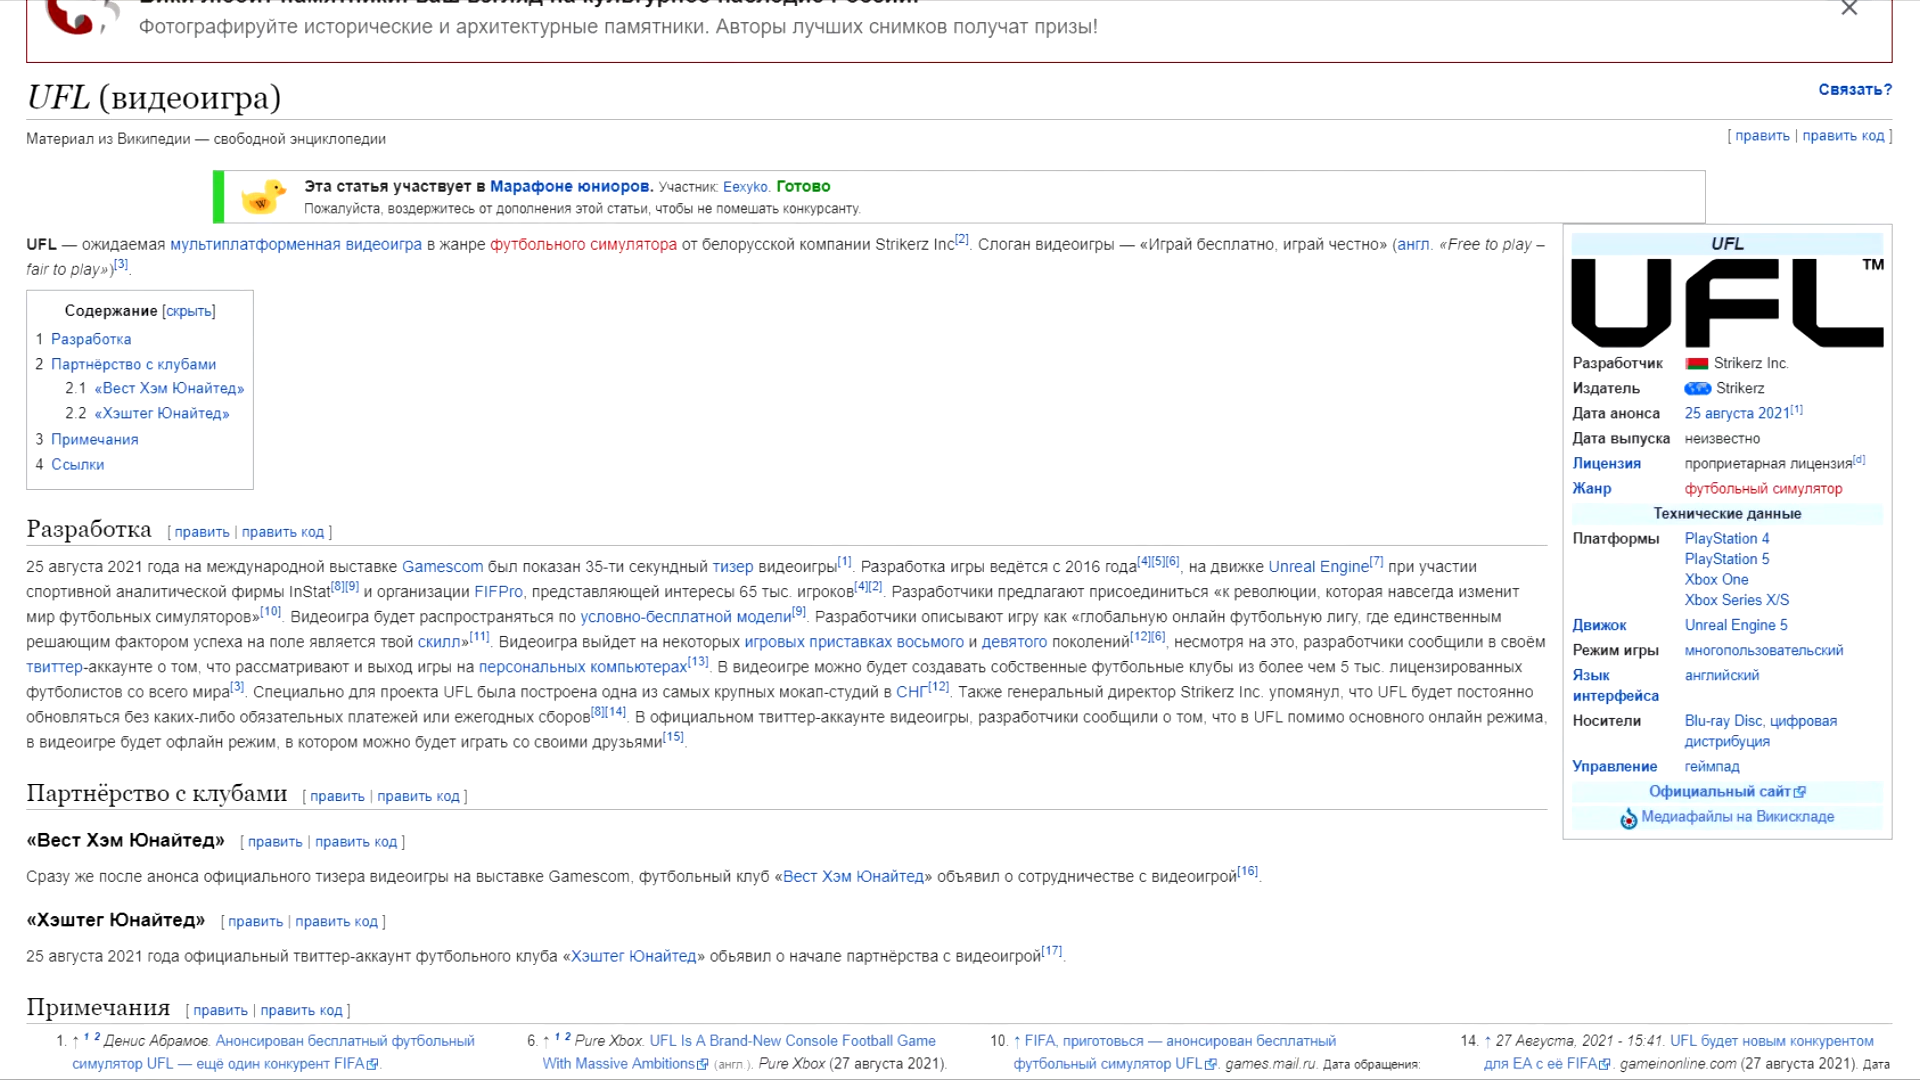 Фотографируйте исторические и архитектурные памятники. Авторы лучших снимков получат призы!
UFL (видеоигра)
Связать?
Материал из Википедии — свободной энциклопедии
[ править | править код ]
Эта статья участвует в Марафоне юниоров. Участник: Eexyko. Готово
Пожалуйста, воздержитесь от дополнения этой статьи, чтобы не помешать конкурсанту.
UFL — ожидаемая мультиплатформенная видеоигра в жанре футбольного симулятора от белорусской компании Strikerz Inc[2]. Слоган видеоигры — «Играй бесплатно, играй честно» (англ. «Free to play –
fair to play»)[3].
Содержание [скрыть]
1 Разработка
2 Партнёрство с клубами
2.1 «Вест Хэм Юнайтед»
2.2 «Хэштег Юнайтед»
3 Примечания
4 Ссылки
Разработка [ править | править код ]
25 августа 2021 года на международной выставке Gamescom был показан 35-ти секундный тизер видеоигры[1]. Разработка игры ведётся с 2016 года[4][5][6], на движке Unreal Engine[7] при участии
спортивной аналитической фирмы InStat[8][9] и организации FIFPro, представляющей интересы 65 тыс. игроков[4][2]. Разработчики предлагают присоединиться «к революции, которая навсегда изменит
мир футбольных симуляторов»[10]. Видеоигра будет распространяться по условно-бесплатной модели[9]. Разработчики описывают игру как «глобальную онлайн футбольную лигу, где единственным
решающим фактором успеха на поле является твой скилл»[11]. Видеоигра выйдет на некоторых игровых приставках восьмого и девятого поколений[12][6], несмотря на это, разработчики сообщили в своём
твиттер-аккаунте о том, что рассматривают и выход игры на персональных компьютерах[13]. В видеоигре можно будет создавать собственные футбольные клубы из более чем 5 тыс. лицензированных
футболистов со всего мира[3]. Специально для проекта UFL была построена одна из самых крупных мокап-студий в СНГ[12]. Также генеральный директор Strikerz Inc. упомянул, что UFL будет постоянно
обновляться без каких-либо обязательных платежей или ежегодных сборов[8][14]. В официальном твиттер-аккаунте видеоигры, разработчики сообщили о том, что в UFL помимо основного онлайн режима,
в видеоигре будет офлайн режим, в котором можно будет играть со своими друзьями[15].
Партнёрство с клубами [ править | править код ]
«Вест Хэм Юнайтед» [ править | править код ]
Сразу же после анонса официального тизера видеоигры на выставке Gamescom, футбольный клуб «Вест Хэм Юнайтед» объявил о сотрудничестве с видеоигрой[16].
«Хэштег Юнайтед» [ править | править код ]
25 августа 2021 года официальный твиттер-аккаунт футбольного клуба «Хэштег Юнайтед» объявил о начале партнёрства с видеоигрой[17].
UFL
UFL™
Разработчик Strikerz Inc.
Издатель Strikerz
Дата анонса 25 августа 2021[1]
Дата выпуска неизвестно
Лицензия проприетарная лицензия[d]
Жанр футбольный симулятор
Технические данные
Платформы PlayStation 4
PlayStation 5
Xbox One
Xbox Series X/S
Движок Unreal Engine 5
Режим игры многопользовательский
Язык английский
интерфейса
Носители Blu-ray Disc, цифровая
дистрибуция
Управление геймпад
Официальный сайт
Медиафайлы на Викискладе
Примечания [ править | править код ]
1. ↑ 1 2 Денис Абрамов. Анонсирован бесплатный футбольный
симулятор UFL — ещё один конкурент FIFA.
6. ↑ 1 2 Pure Xbox. UFL Is A Brand-New Console Football Game
With Massive Ambitions (англ.). Pure Xbox (27 августа 2021).
10. ↑ FIFA, приготовься — анонсирован бесплатный
футбольный симулятор UFL. games.mail.ru. Дата обращения:
14. ↑ 27 Августа, 2021 - 15:41. UFL будет новым конкурентом
для EA с её FIFA. gameinonline.com (27 августа 2021). Дата